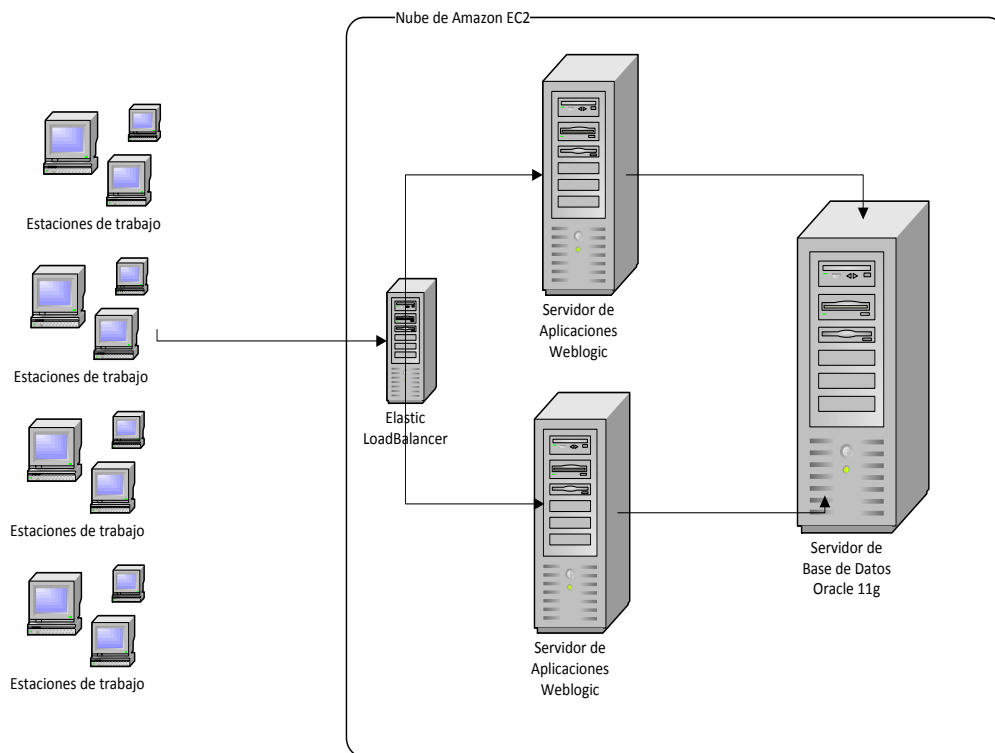 Nube de Amazon EC2
Estaciones de trabajo
Estaciones de trabajo
Estaciones de trabajo
Estaciones de trabajo
Elastic
LoadBalancer
Servidor de
Aplicaciones
Weblogic
Servidor de
Aplicaciones
Weblogic
Servidor de
Base de Datos
Oracle 11g